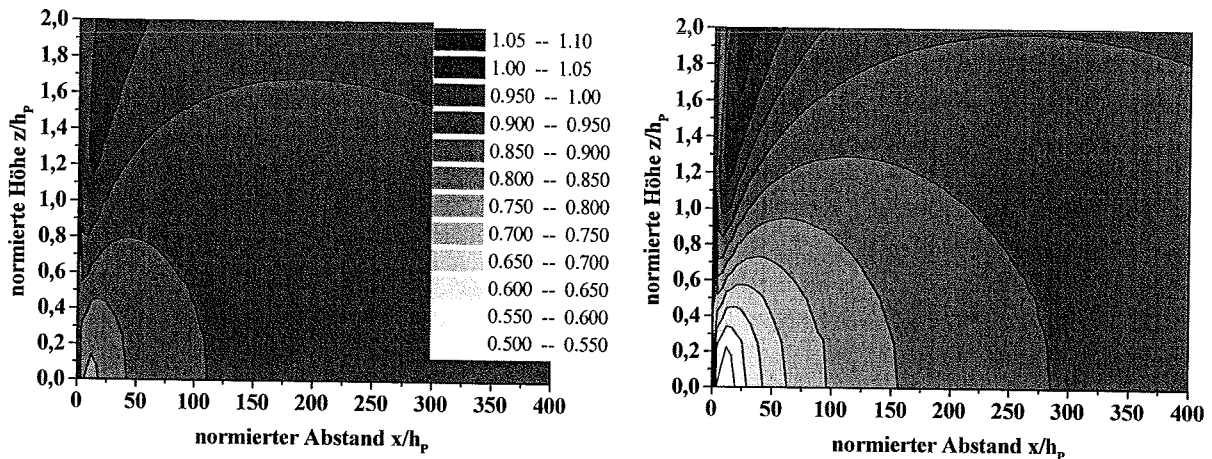 2,0
1,8
1,6
1,4
1,2
1,0
0,8
0,6
0,4
0,2
0,0
normierte Höhe z/hP
0 50 100 150 200 250 300 350 400
normierter Abstand x/hP
1.05 -- 1.10
1.00 -- 1.05
0.950 -- 1.00
0.900 -- 0.950
0.850 -- 0.900
0.800 -- 0.850
0.750 -- 0.800
0.700 -- 0.750
0.650 -- 0.700
0.600 -- 0.650
0.550 -- 0.600
0.500 -- 0.550
2,0
1,8
1,6
1,4
1,2
1,0
0,8
0,6
0,4
0,2
0,0
normierte Höhe z/hP
0 50 100 150 200 250 300 350 400
normierter Abstand x/hP